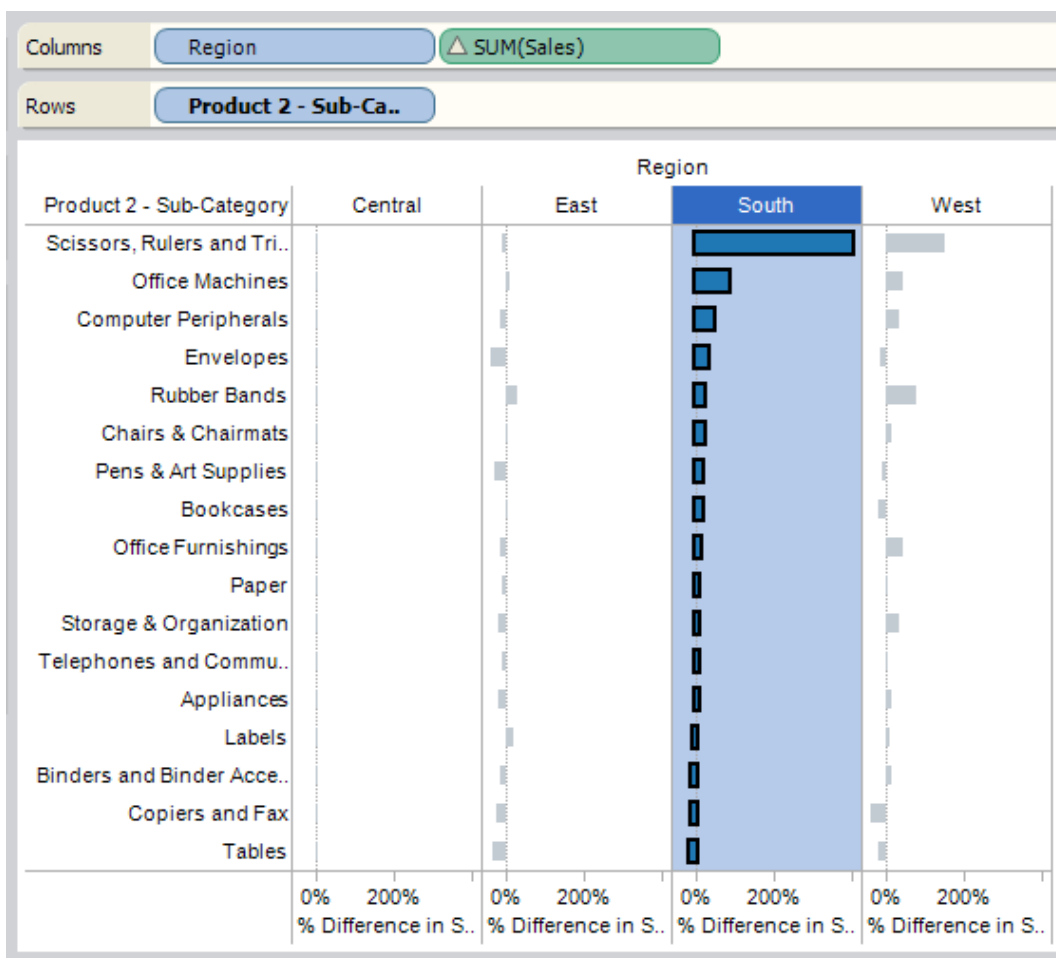 Columns Region SUM(Sales)
Rows Product 2 - Sub-Ca..
Region
Product 2 - Sub-Category Central East South West
Scissors, Rulers and Tri..
Office Machines
Computer Peripherals
Envelopes
Rubber Bands
Chairs & Chairmats
Pens & Art Supplies
Bookcases
Office Furnishings
Paper
Storage & Organization
Telephones and Commu..
Appliances
Labels
Binders and Binder Acce..
Copiers and Fax
Tables
0% 200% 0% 200% 0% 200% 0% 200%
% Difference in S.. % Difference in S.. % Difference in S.. % Difference in S..